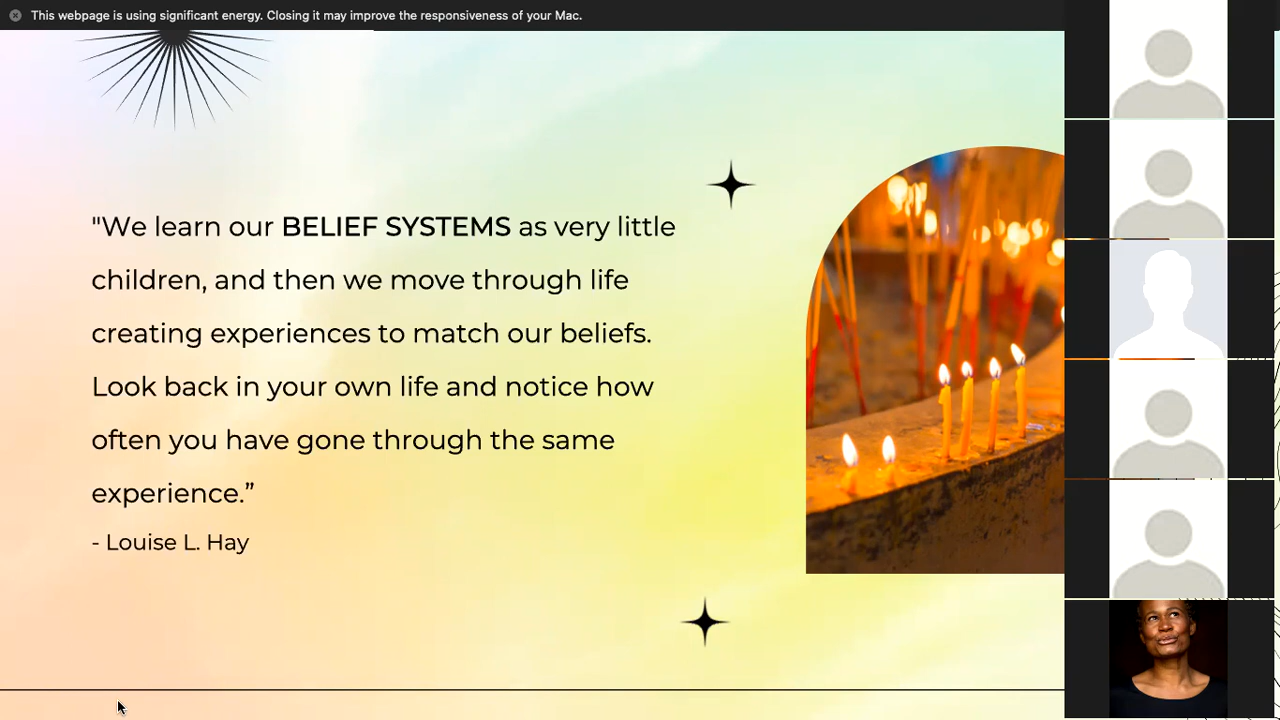 This webpage is using significant energy. Closing it may improve the responsiveness of your Mac.
"We learn our BELIEF SYSTEMS as very little
children, and then we move through life
creating experiences to match our beliefs.
Look back in your own life and notice how
often you have gone through the same
experience.”
- Louise L. Hay